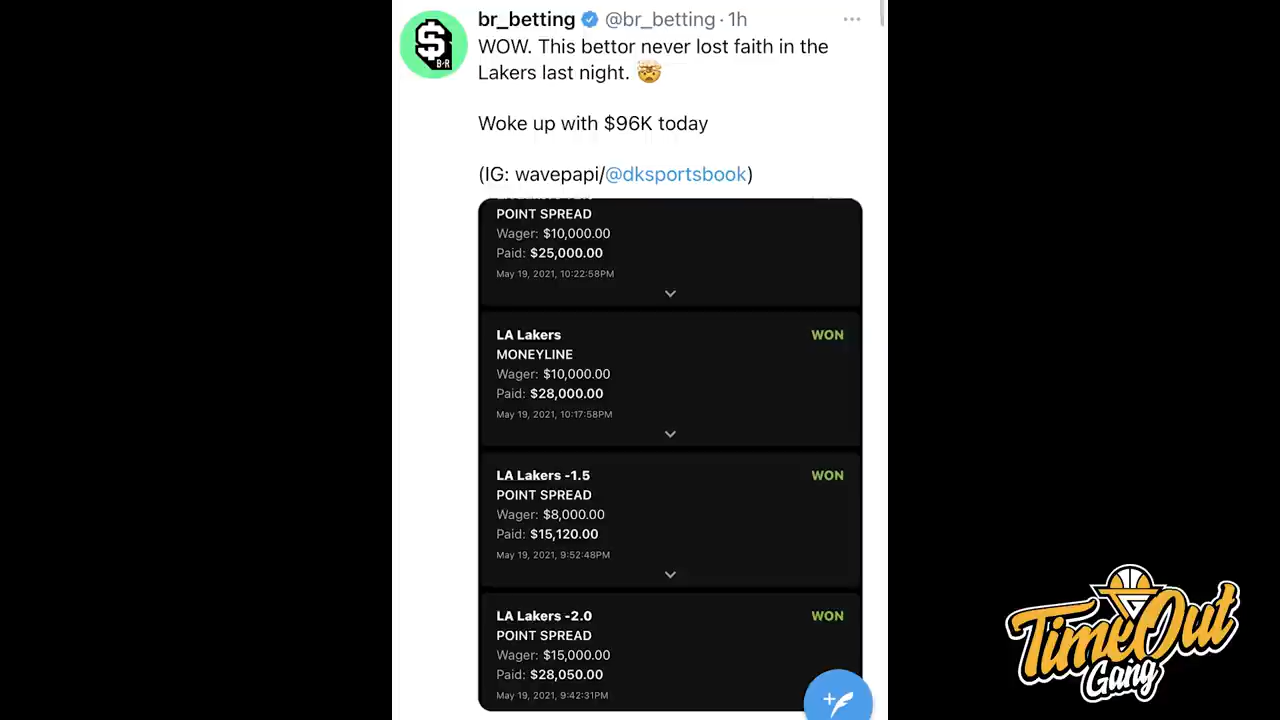 br_betting @br_betting · 1h
WOW. This bettor never lost faith in the
Lakers last night. 🤯
Woke up with $96K today
(IG: wavepapi/@dksportsbook)
POINT SPREAD
Wager: $10,000.00
Paid: $25,000.00
May 19, 2021, 10:22:58PM
LA Lakers WON
MONEYLINE
Wager: $10,000.00
Paid: $28,000.00
May 19, 2021, 10:17:58PM
LA Lakers -1.5 WON
POINT SPREAD
Wager: $8,000.00
Paid: $15,120.00
May 19, 2021, 9:52:48PM
LA Lakers -2.0 WON
POINT SPREAD
Wager: $15,000.00
Paid: $28,050.00
May 19, 2021, 9:42:31PM
$
B·R
TimeOut
Gang